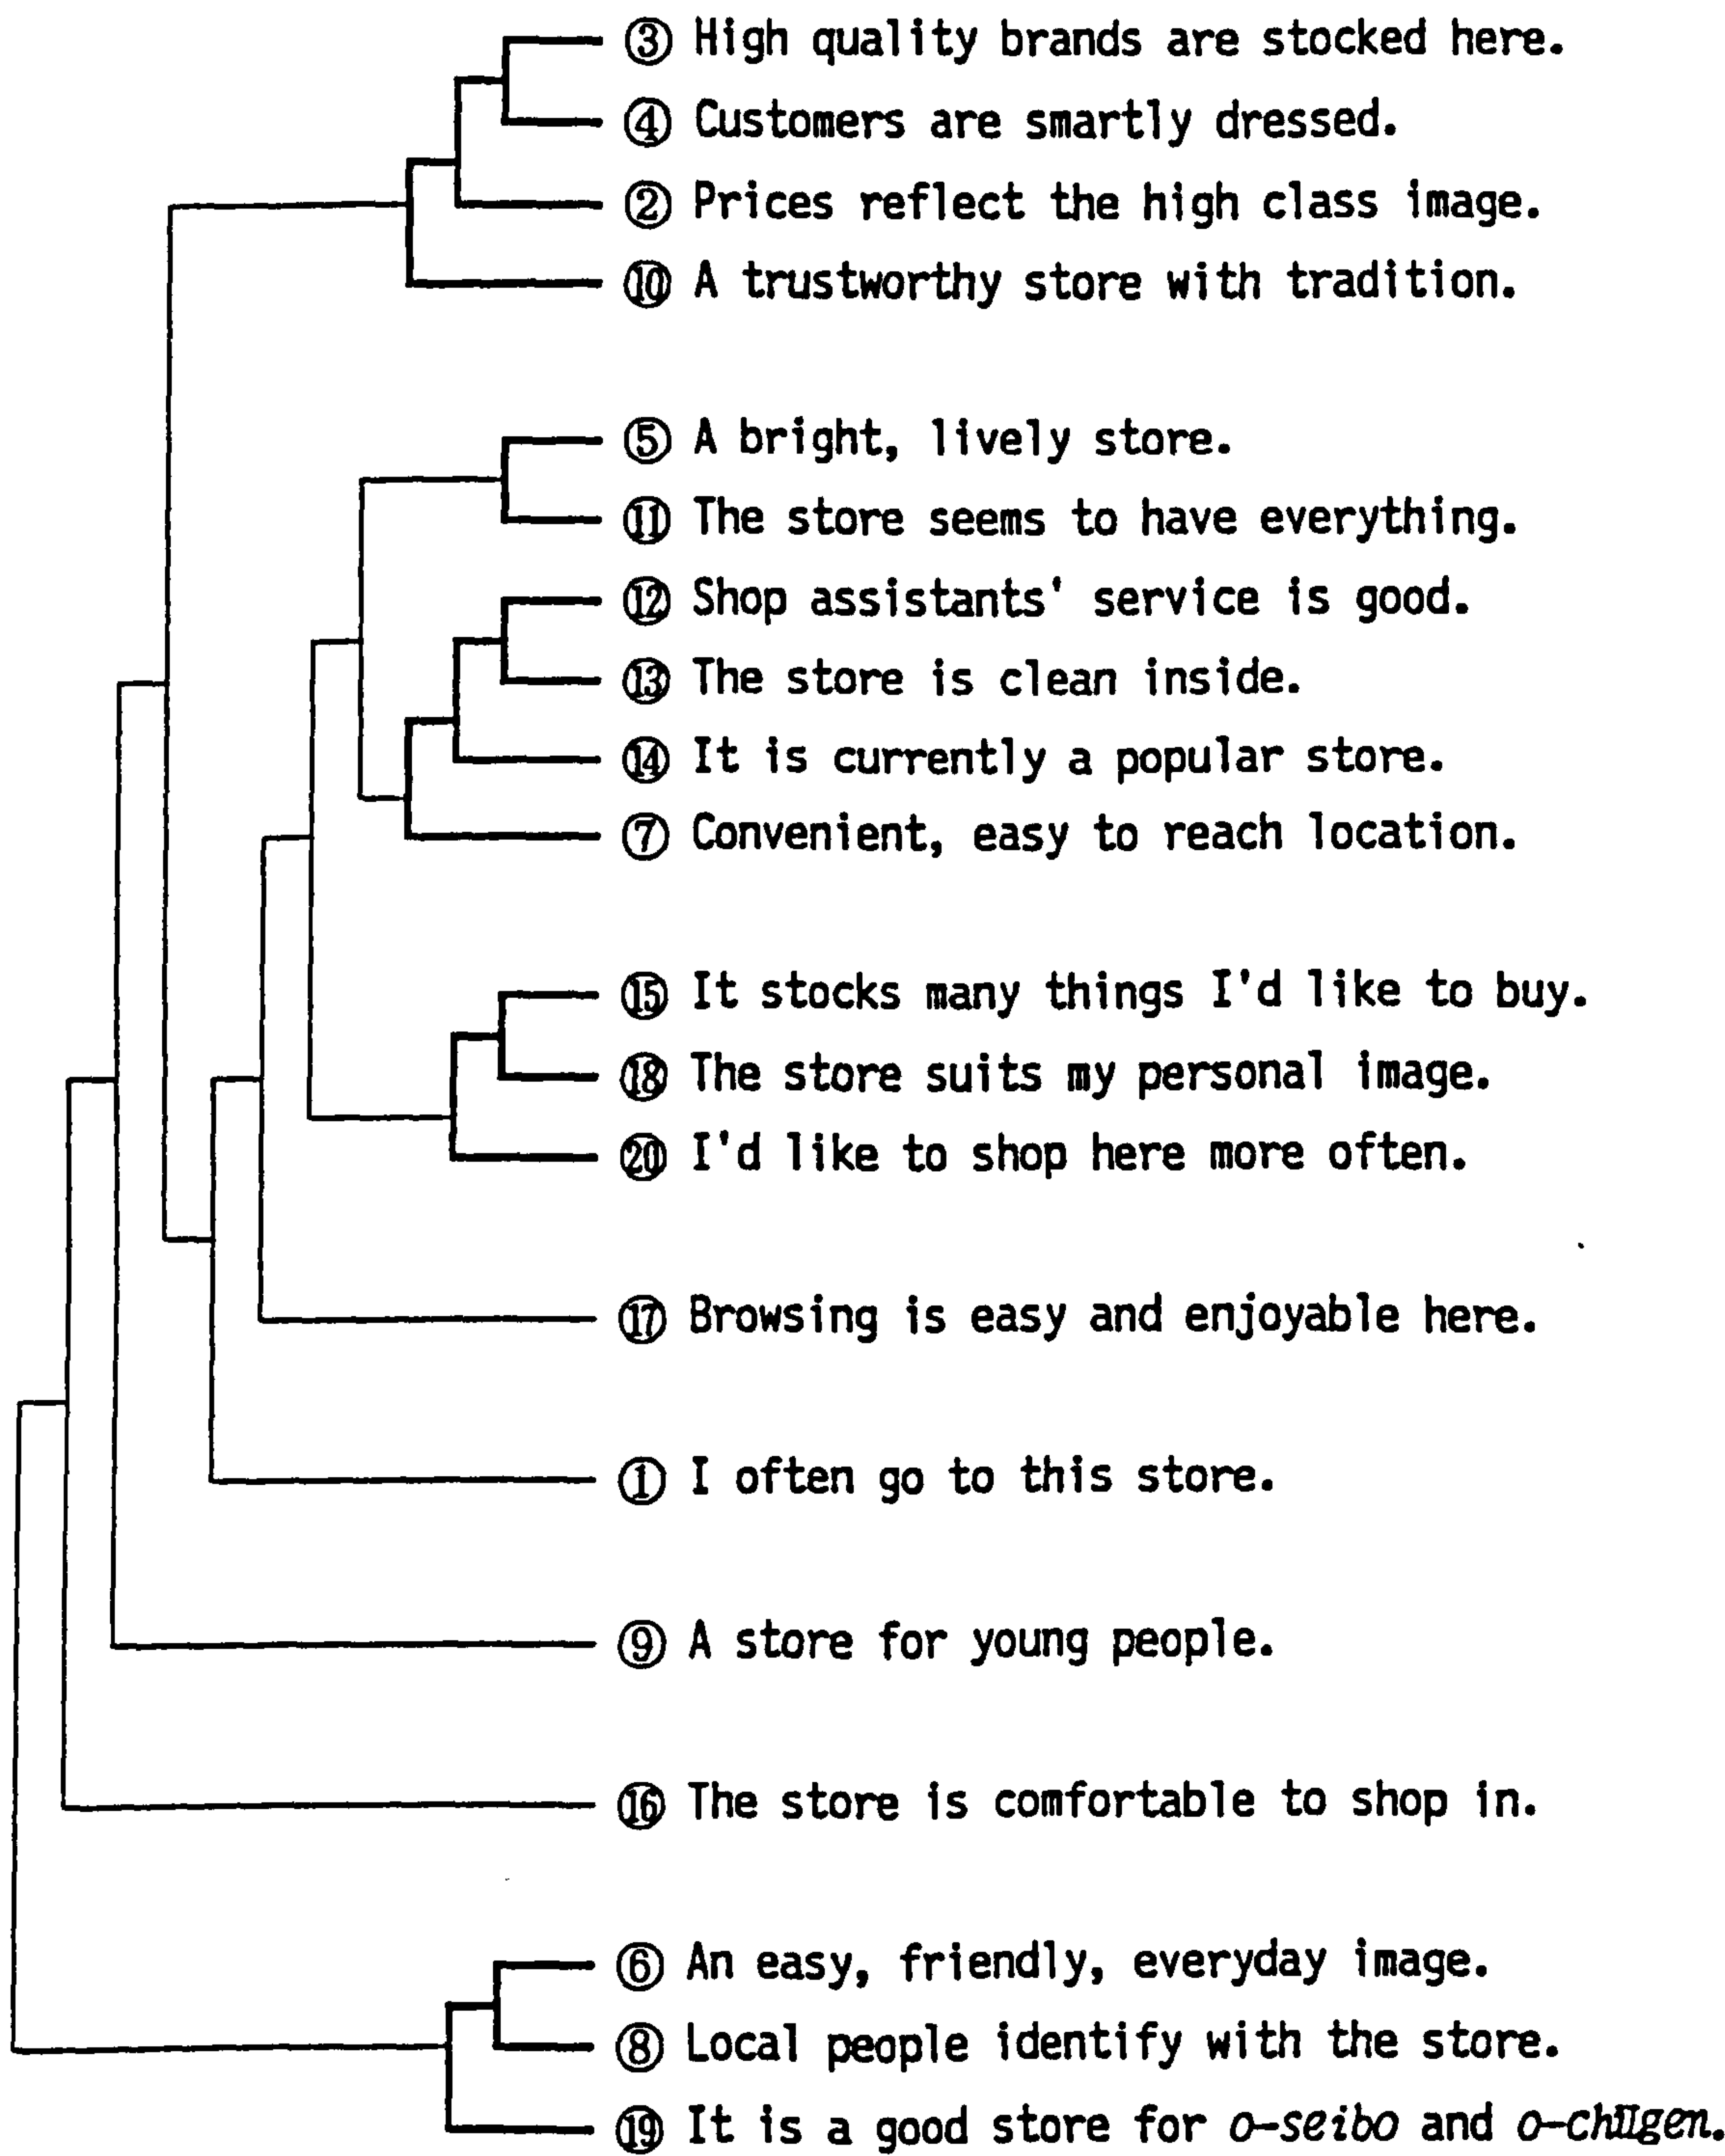 ③ High quality brands are stocked here.
④ Customers are smartly dressed.
② Prices reflect the high class image.
⑩ A trustworthy store with tradition.
⑤ A bright, lively store.
⑪ The store seems to have everything.
⑫ Shop assistants' service is good.
⑬ The store is clean inside.
⑭ It is currently a popular store.
⑦ Convenient, easy to reach location.
⑮ It stocks many things I'd like to buy.
⑱ The store suits my personal image.
⑳ I'd like to shop here more often.
⑰ Browsing is easy and enjoyable here.
① I often go to this store.
⑨ A store for young people.
⑯ The store is comfortable to shop in.
⑥ An easy, friendly, everyday image.
⑧ Local people identify with the store.
⑲ It is a good store for o-seibo and o-chūgen.